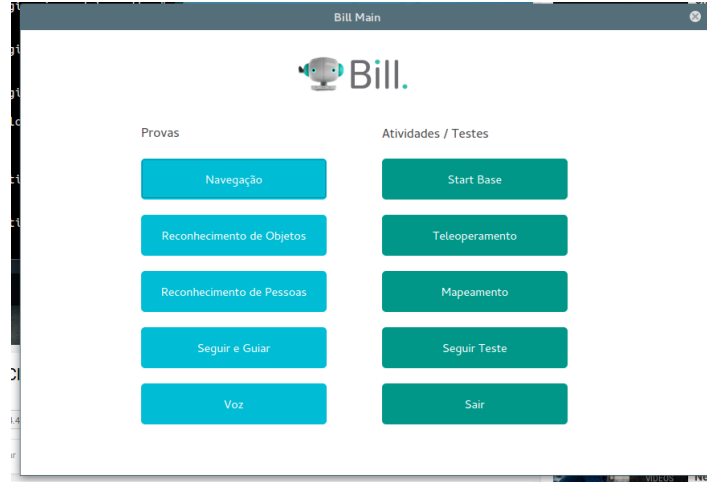 Bill Main
Bill.
Provas
Navegação
Reconhecimento de Objetos
Reconhecimento de Pessoas
Seguir e Guiar
Voz
Atividades / Testes
Start Base
Teleoperamento
Mapeamento
Seguir Teste
Sair
VIDEOS